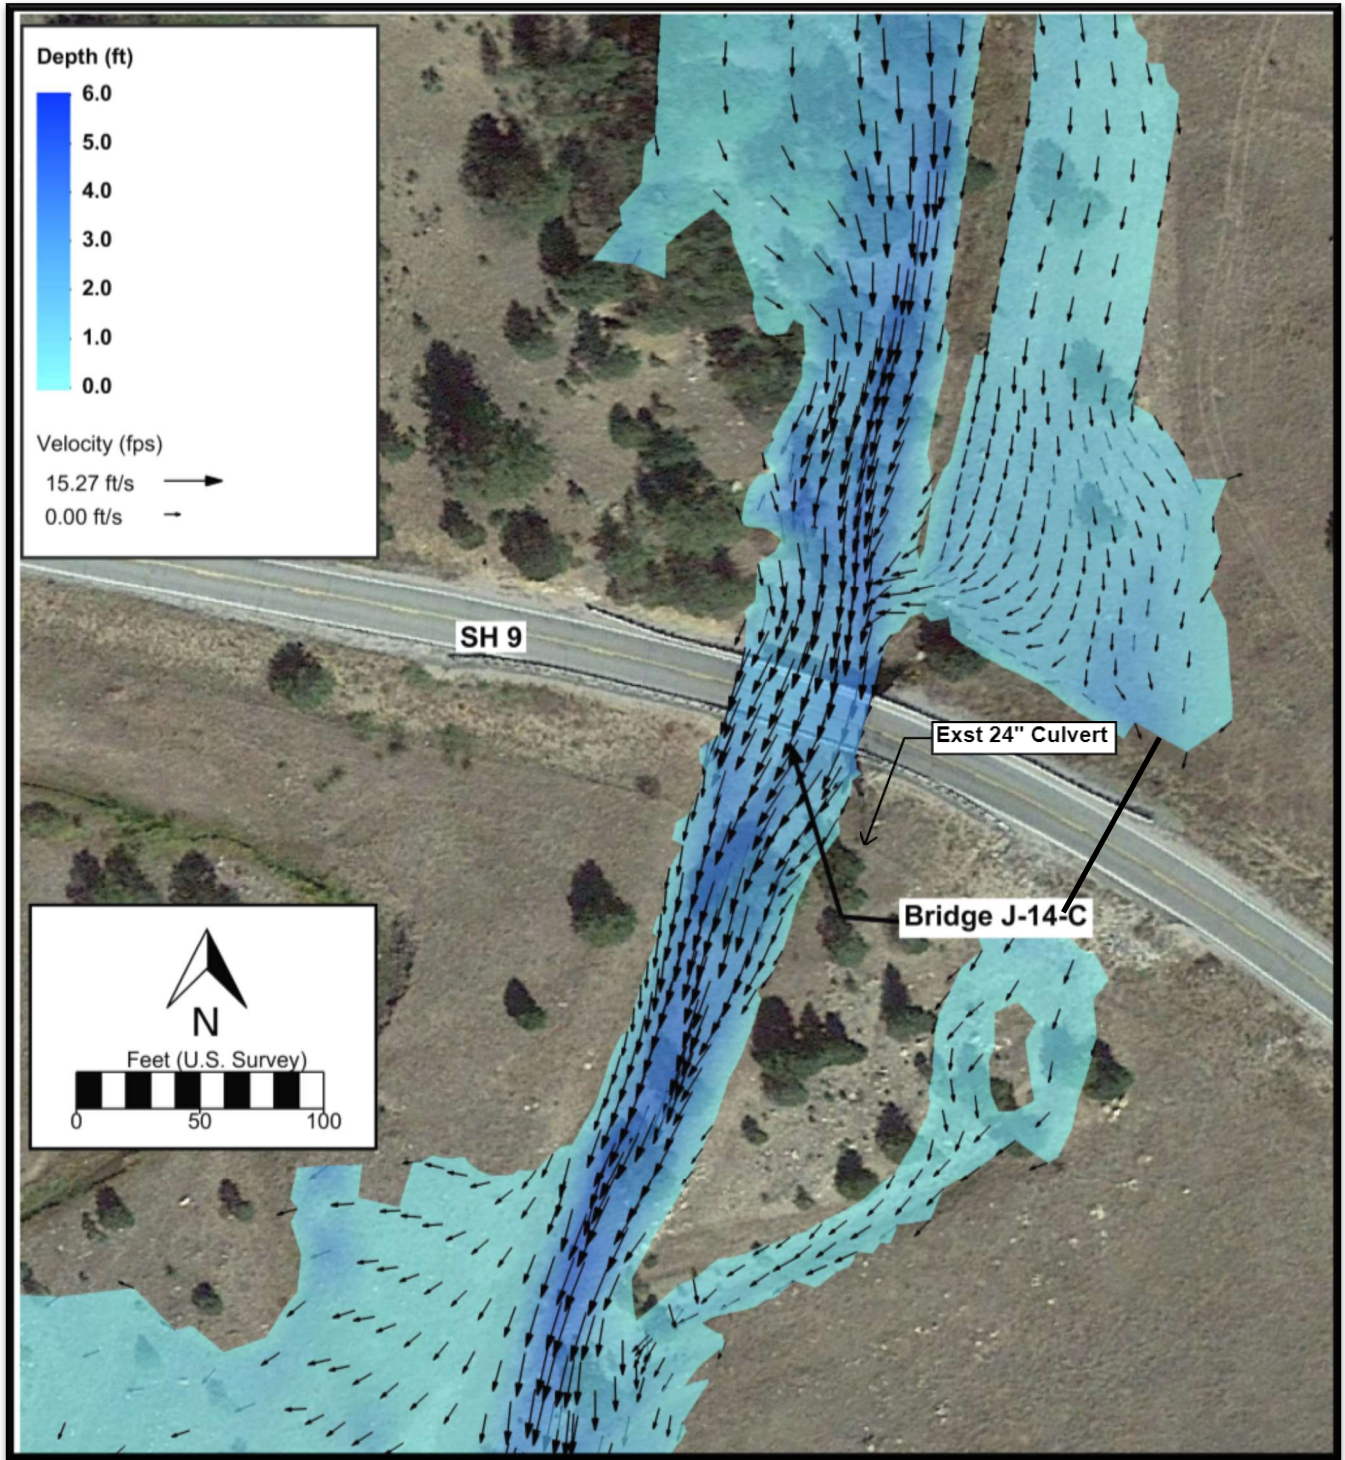 Depth (ft)
6.0
5.0
4.0
3.0
2.0
1.0
0.0
Velocity (fps)
15.27 ft/s
0.00 ft/s
SH 9
Exst 24" Culvert
Bridge J-14-C
N
Feet (U.S. Survey)
0 50 100